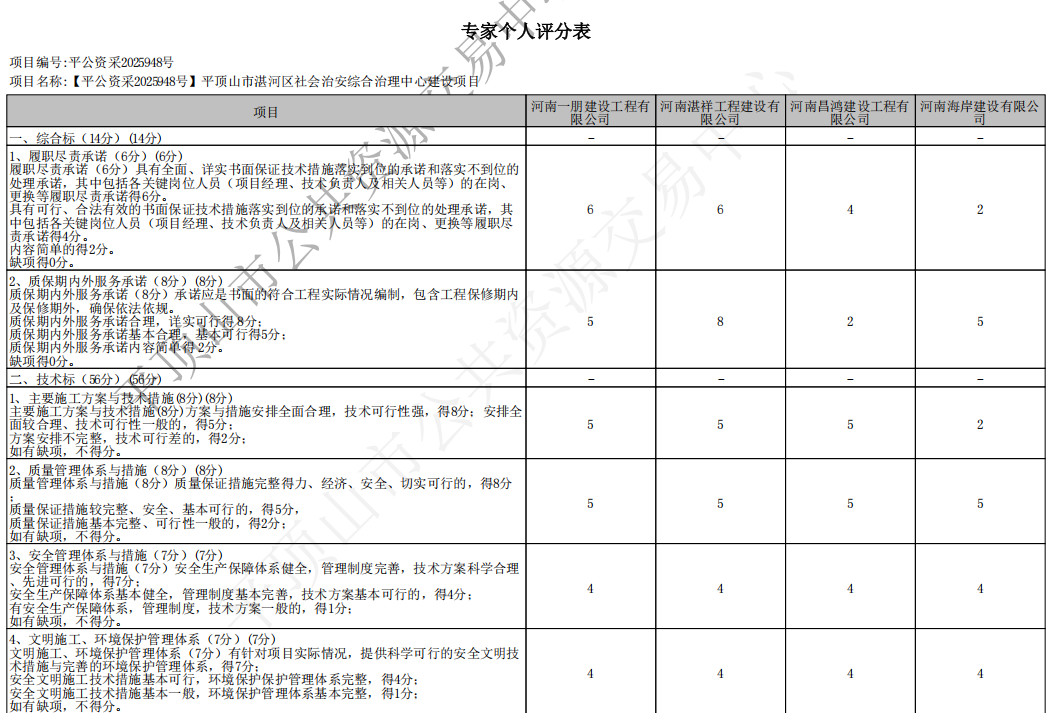 专家个人评分表
项目编号:平公资采2025948号
项目名称:【平公资采2025948号】平顶山市湛河区社会治安综合治理中心建设项目
项目
河南一朋建设工程有
限公司
河南湛祥工程建设有
限公司
河南昌鸿建设工程有
限公司
河南海岸建设有限公
司
一、综合标（14分）(14分)
－
－
－
－
1、履职尽责承诺（6分）(6分)
履职尽责承诺（6分）具有全面、详实书面保证技术措施落实到位的承诺和落实不到位的
处理承诺，其中包括各关键岗位人员（项目经理、技术负责人及相关人员等）的在岗、
更换等履职尽责承诺得6分。
具有可行、合法有效的书面保证技术措施落实到位的承诺和落实不到位的处理承诺，其
中包括各关键岗位人员（项目经理、技术负责人及相关人员等）的在岗、更换等履职尽
责承诺得4分。
内容简单的得2分。
缺项得0分。
6
6
4
2
2、质保期内外服务承诺（8分）(8分)
质保期内外服务承诺（8分）承诺应是书面的符合工程实际情况编制，包含工程保修期内
及保修期外，确保依法依规。
质保期内外服务承诺合理，详实可行得 8分；
质保期内外服务承诺基本合理，基本可行得5分；
质保期内外服务承诺内容简单得 2分。
缺项得0分。
5
8
2
5
二、技术标（56分）(56分)
－
－
－
－
1、主要施工方案与技术措施(8分)(8分)
主要施工方案与技术措施(8分)方案与措施安排全面合理，技术可行性强，得8分；安排全
面较合理、技术可行性一般的，得5分；
方案安排不完整，技术可行差的，得2分；
如有缺项，不得分。
5
5
5
2
2、质量管理体系与措施（8分）(8分)
质量管理体系与措施（8分）质量保证措施完整得力、经济、安全、切实可行的，得8分
；
质量保证措施较完整、安全、基本可行的，得5分，
质量保证措施基本完整、可行性一般的，得2分；
如有缺项，不得分。
5
5
5
5
3、安全管理体系与措施（7分）(7分)
安全管理体系与措施（7分）安全生产保障体系健全，管理制度完善，技术方案科学合理
、先进可行的，得7分；
安全生产保障体系基本健全，管理制度基本完善，技术方案基本可行的，得4分；
有安全生产保障体系，管理制度，技术方案一般的，得1分；
如有缺项，不得分。
4
4
4
4
4、文明施工、环境保护管理体系（7分）(7分)
文明施工、环境保护管理体系（7分）有针对项目实际情况，提供科学可行的安全文明技
术措施与完善的环境保护管理体系，得7分；
安全文明施工技术措施基本可行，环境保护保护管理体系完整，得4分；
安全文明施工技术措施基本一般，环境保护管理体系基本完整，得1分；
如有缺项，不得分。
4
4
4
4
平顶山市公共资源交易中
平顶山市公共资源交易中心